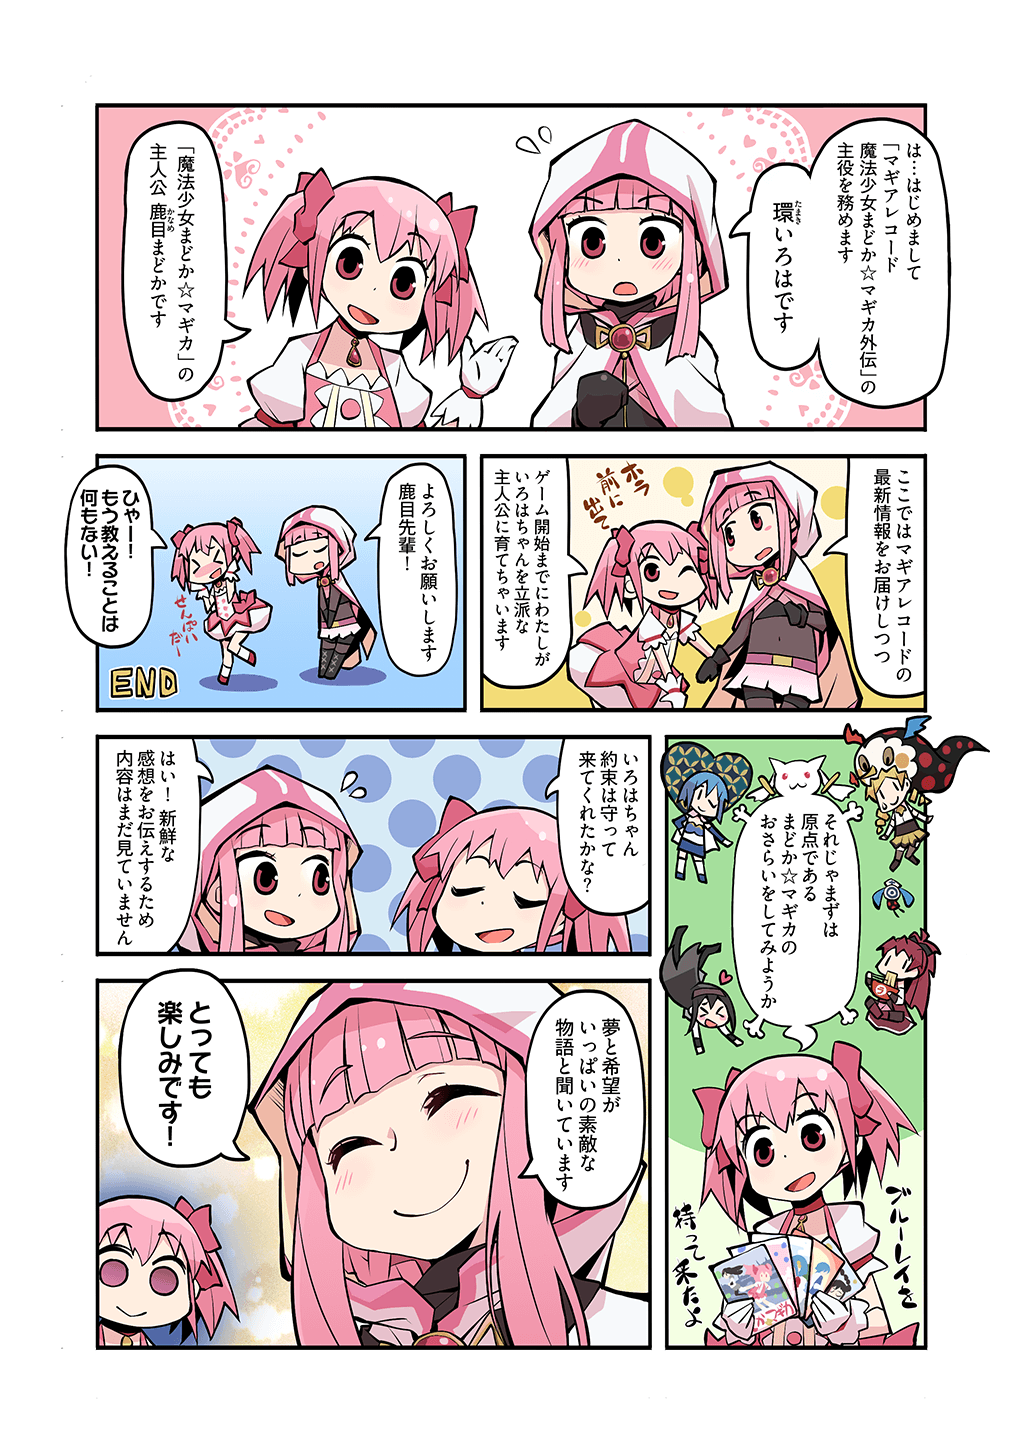 は…はじめまして
「マギアレコード
魔法少女まどか☆マギカ外伝」の
主役を務めます
環いろはです
たまき
「魔法少女まどか☆マギカ」の
主人公 鹿目まどかです
かなめ
ここではマギアレコードの
最新情報をお届けしつつ
ホラ
前に
出て
ゲーム開始までにわたしが
いろはちゃんを立派な
主人公に育てちゃいます
よろしくお願いします
鹿目先輩！
ひゃー！
もう教えることは
何もない！
せんぱい
だー
END
それじゃまずは
原点である
まどか☆マギカの
おさらいをしてみようか
ブルーレイを
持って来たよ
いろはちゃん
約束は守って
来てくれたかな？
はい！ 新鮮な
感想をお伝えするため
内容はまだ見ていません
夢と希望が
いっぱいの素敵な
物語と聞いています
とっても
楽しみです！